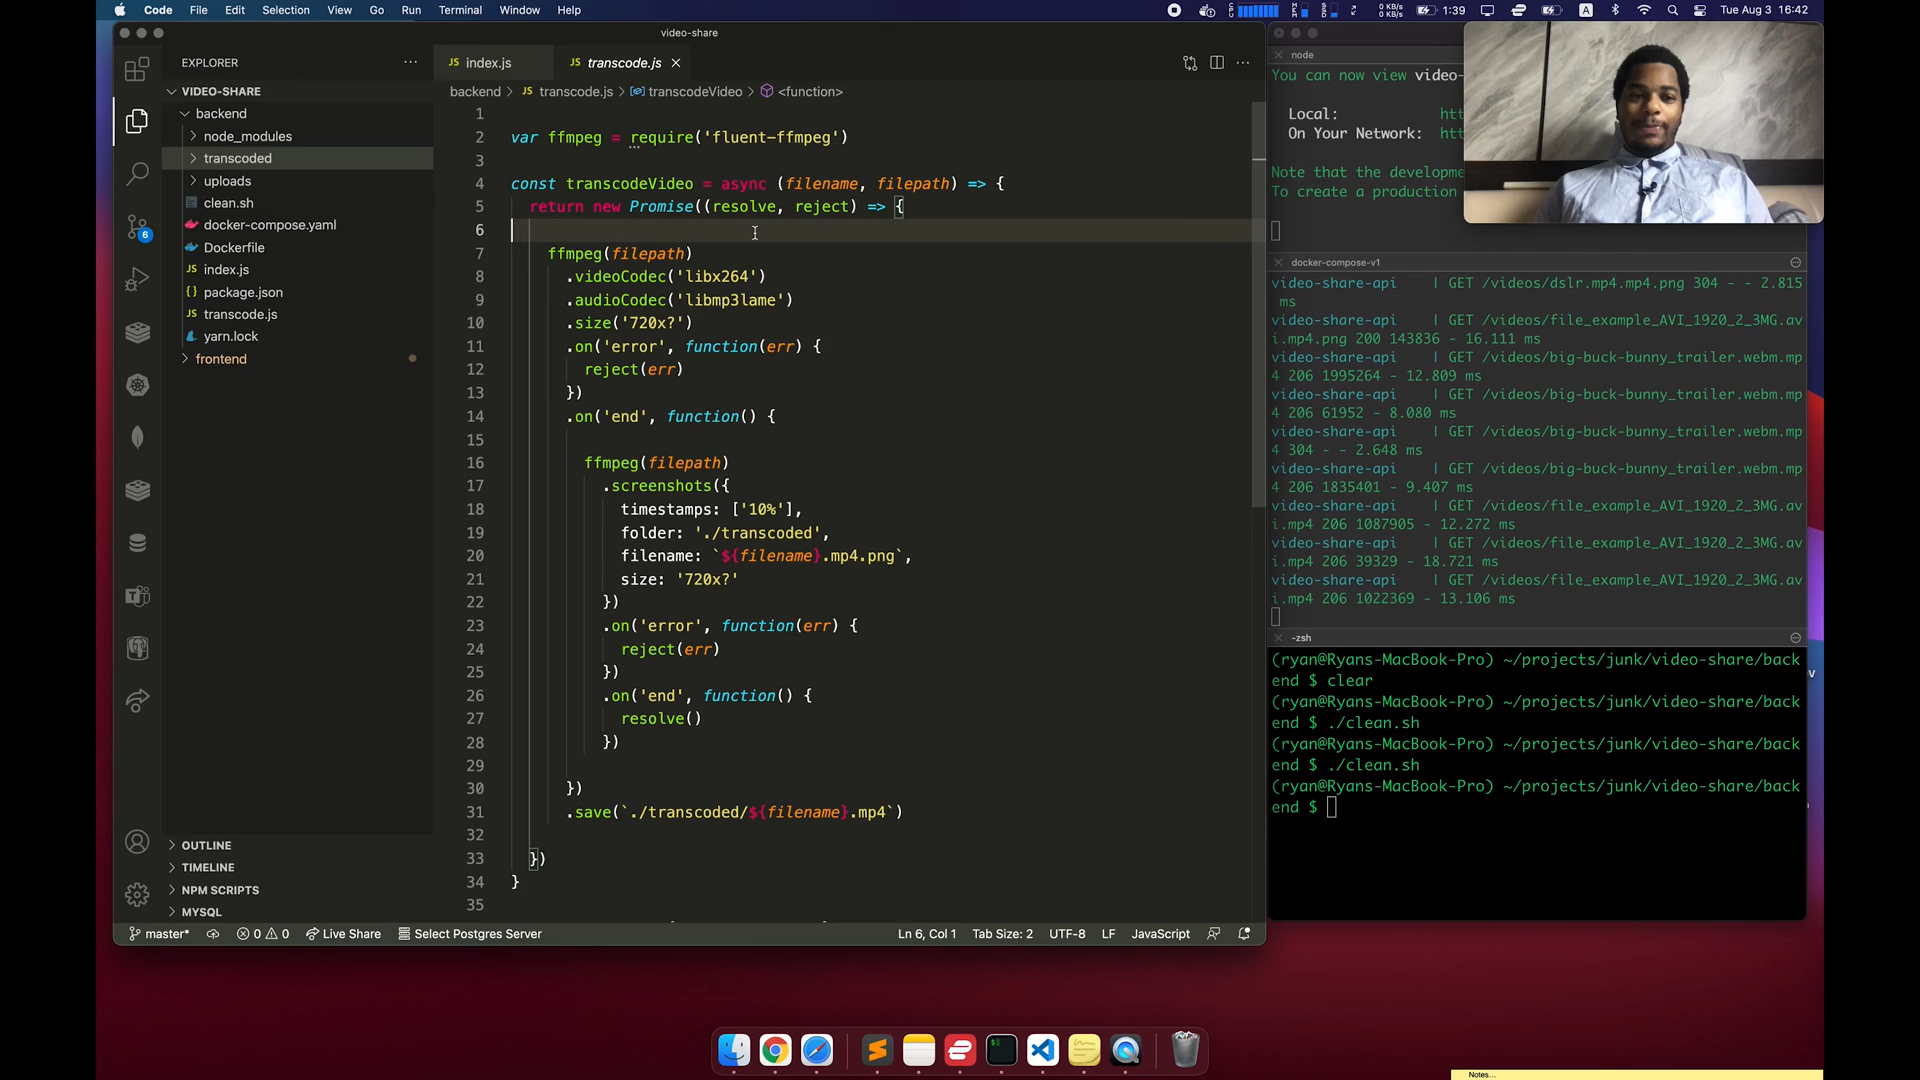 Code File Edit Selection View Go Run Terminal Window Help
0 KB/s
0 KB/s
1:39
A
Tue Aug 3 16:42
video-share
EXPLORER
VIDEO-SHARE
backend
node_modules
transcoded
uploads
clean.sh
docker-compose.yaml
Dockerfile
JS index.js
{} package.json
JS transcode.js
yarn.lock
frontend
6
OUTLINE
TIMELINE
NPM SCRIPTS
MYSQL
JS index.js
JS transcode.js
backend > JS transcode.js > transcodeVideo > <function>
1
2 var ffmpeg = require('fluent-ffmpeg')
3
4 const transcodeVideo = async (filename, filepath) => {
5 return new Promise((resolve, reject) => {
6
7 ffmpeg(filepath)
8 .videoCodec('libx264')
9 .audioCodec('libmp3lame')
10 .size('720x?')
11 .on('error', function(err) {
12 reject(err)
13 })
14 .on('end', function() {
15
16 ffmpeg(filepath)
17 .screenshots({
18 timestamps: ['10%'],
19 folder: './transcoded',
20 filename: `${filename}.mp4.png`,
21 size: '720x?'
22 })
23 .on('error', function(err) {
24 reject(err)
25 })
26 .on('end', function() {
27 resolve()
28 })
29
30 })
31 .save(`./transcoded/${filename}.mp4`)
32
33 })
34 }
35
master* 0 0 Live Share Select Postgres Server
Ln 6, Col 1 Tab Size: 2 UTF-8 LF JavaScript
node
You can now view video-
Local: htt
On Your Network: htt
Note that the developme
To create a production
docker-compose-v1
video-share-api | GET /videos/dslr.mp4.mp4.png 304 - - 2.815
ms
video-share-api | GET /videos/file_example_AVI_1920_2_3MG.av
i.mp4.png 200 143836 - 16.111 ms
video-share-api | GET /videos/big-buck-bunny_trailer.webm.mp
4 206 1995264 - 12.809 ms
video-share-api | GET /videos/big-buck-bunny_trailer.webm.mp
4 206 61952 - 8.080 ms
video-share-api | GET /videos/big-buck-bunny_trailer.webm.mp
4 304 - - 2.648 ms
video-share-api | GET /videos/big-buck-bunny_trailer.webm.mp
4 206 1835401 - 9.407 ms
video-share-api | GET /videos/file_example_AVI_1920_2_3MG.av
i.mp4 206 1087905 - 12.272 ms
video-share-api | GET /videos/file_example_AVI_1920_2_3MG.av
i.mp4 206 39329 - 18.721 ms
video-share-api | GET /videos/file_example_AVI_1920_2_3MG.av
i.mp4 206 1022369 - 13.106 ms
-zsh
(ryan@Ryans-MacBook-Pro) ~/projects/junk/video-share/back
end $ clear
(ryan@Ryans-MacBook-Pro) ~/projects/junk/video-share/back
end $ ./clean.sh
(ryan@Ryans-MacBook-Pro) ~/projects/junk/video-share/back
end $ ./clean.sh
(ryan@Ryans-MacBook-Pro) ~/projects/junk/video-share/back
end $
Notes...